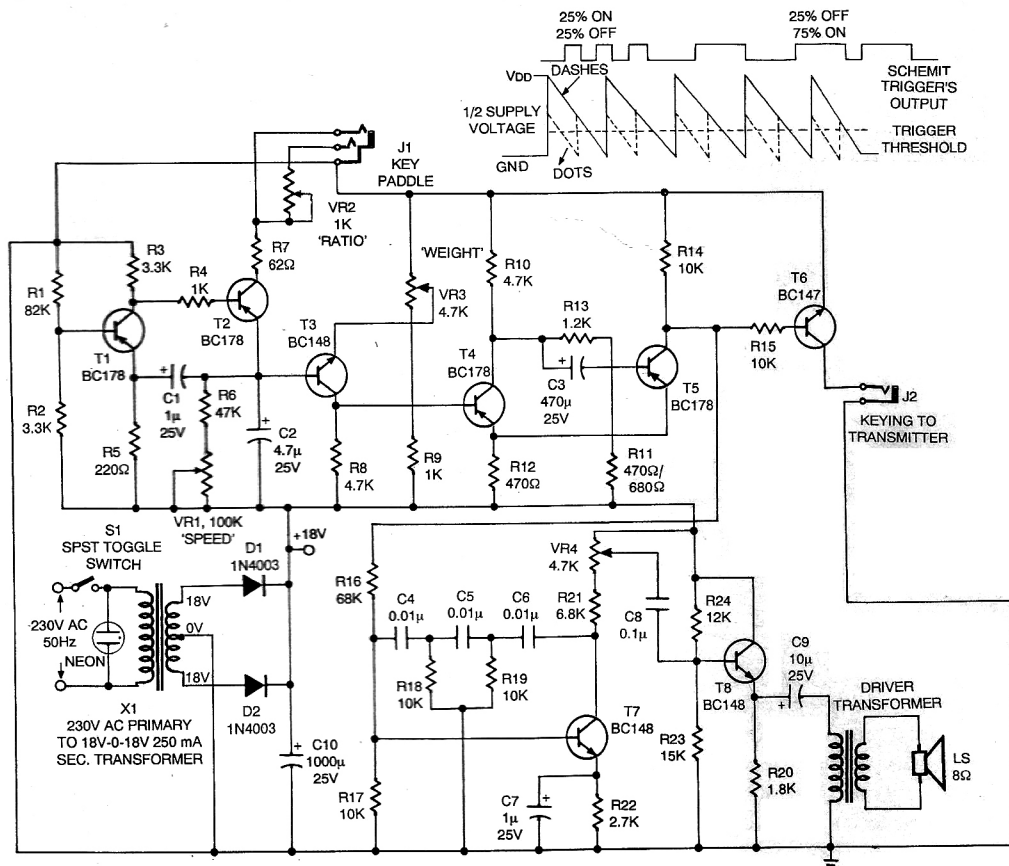 25% ON
25% OFF
25% OFF
75% ON
VDD
DASHES
SCHEMIT
TRIGGER'S
OUTPUT
1/2 SUPPLY
VOLTAGE
TRIGGER
THRESHOLD
GND
DOTS
J1
KEY
PADDLE
VR2
1K
'RATIO'
R3
3.3K
R4
1K
R7
62Ω
'WEIGHT'
R10
4.7K
R14
10K
T6
BC147
R1
82K
T2
BC178
T3
BC148
VR3
4.7K
R13
1.2K
R15
10K
T1
BC178
T4
BC178
T5
BC178
C1
1μ
25V
R6
47K
C3
470μ
25V
J2
KEYING TO
TRANSMITTER
R2
3.3K
R5
220Ω
C2
4.7μ
25V
R8
4.7K
R9
1K
R12
470Ω
R11
470Ω/
680Ω
VR1, 100K
'SPEED'
S1
SPST TOGGLE
SWITCH
D1
1N4003
+18V
VR4
4.7K
R16
68K
C4
0.01μ
C5
0.01μ
C6
0.01μ
R21
6.8K
C8
0.1μ
R24
12K
18V
0V
18V
230V AC
50Hz
NEON
R18
10K
R19
10K
T8
BC148
C9
10μ
25V
DRIVER
TRANSFORMER
X1
230V AC PRIMARY
TO 18V-0-18V 250 mA
SEC. TRANSFORMER
D2
1N4003
T7
BC148
R23
15K
C10
1000μ
25V
R17
10K
C7
1μ
25V
R22
2.7K
R20
1.8K
LS
8Ω